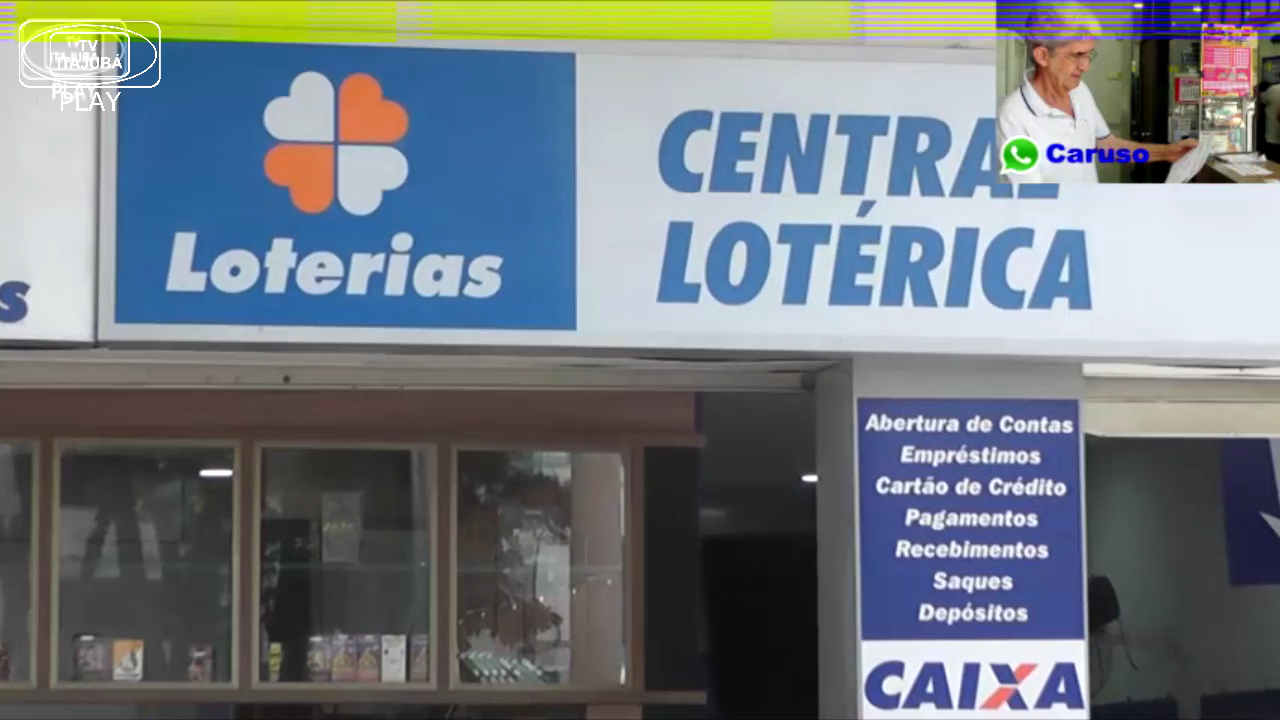 TV
ITAJUBÁ
PLAY
Caruso
Loterias
CENTRAL
LOTÉRICA
s
Abertura de Contas
Empréstimos
Cartão de Crédito
Pagamentos
Recebimentos
Saques
Depósitos
CAIXA